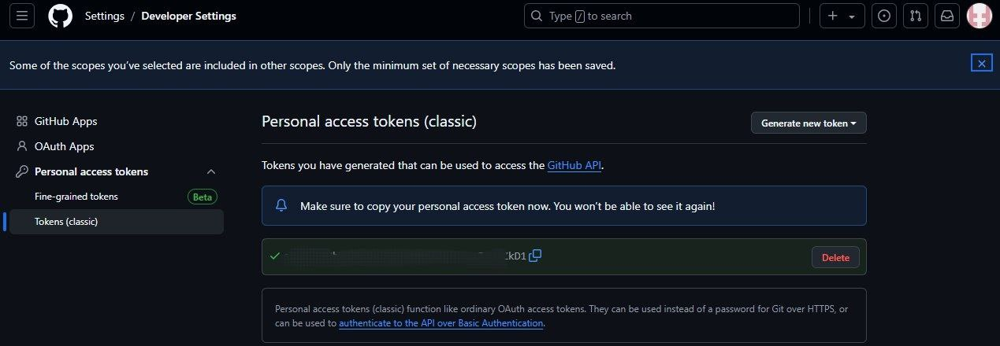 Settings / Developer Settings
Type / to search
Some of the scopes you've selected are included in other scopes. Only the minimum set of necessary scopes has been saved.
GitHub Apps
OAuth Apps
Personal access tokens
Fine-grained tokens Beta
Tokens (classic)
Personal access tokens (classic)
Generate new token
Tokens you have generated that can be used to access the GitHub API.
Make sure to copy your personal access token now. You won't be able to see it again!
Delete
Personal access tokens (classic) function like ordinary OAuth access tokens. They can be used instead of a password for Git over HTTPS, or
can be used to authenticate to the API over Basic Authentication.